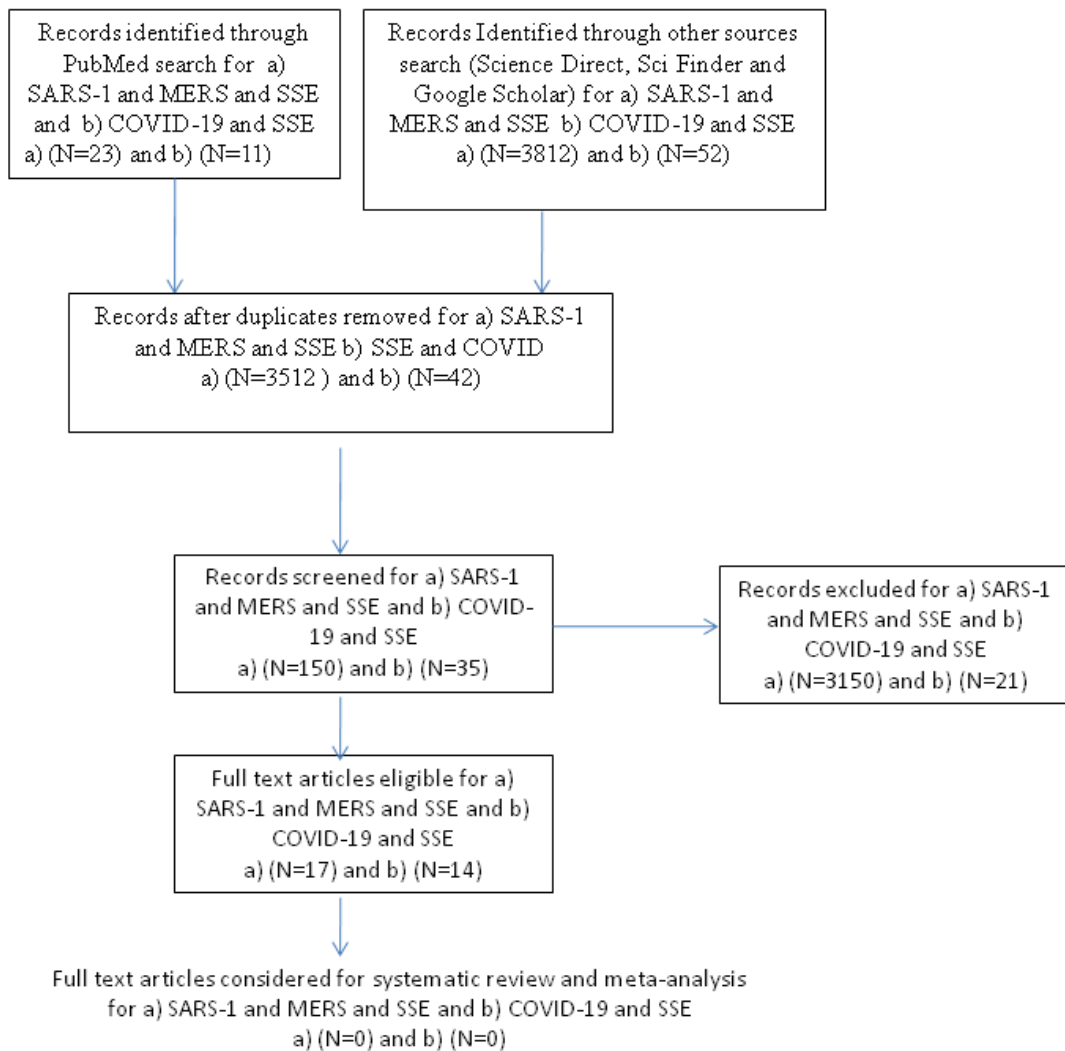 Records identified through
PubMed search for a)
SARS-1 and MERS and SSE
and b) COVID-19 and SSE
a) (N=23) and b) (N=11)
Records Identified through other sources
search (Science Direct, Sci Finder and
Google Scholar) for a) SARS-1 and
MERS and SSE b) COVID-19 and SSE
a) (N=3812) and b) (N=52)
Records after duplicates removed for a) SARS-1
and MERS and SSE b) SSE and COVID
a) (N=3512 ) and b) (N=42)
Records screened for a) SARS-1
and MERS and SSE and b) COVID-
19 and SSE
a) (N=150) and b) (N=35)
Records excluded for a) SARS-1
and MERS and SSE and b)
COVID-19 and SSE
a) (N=3150) and b) (N=21)
Full text articles eligible for a)
SARS-1 and MERS and SSE and b)
COVID-19 and SSE
a) (N=17) and b) (N=14)
Full text articles considered for systematic review and meta-analysis
for a) SARS-1 and MERS and SSE and b) COVID-19 and SSE
a) (N=0) and b) (N=0)